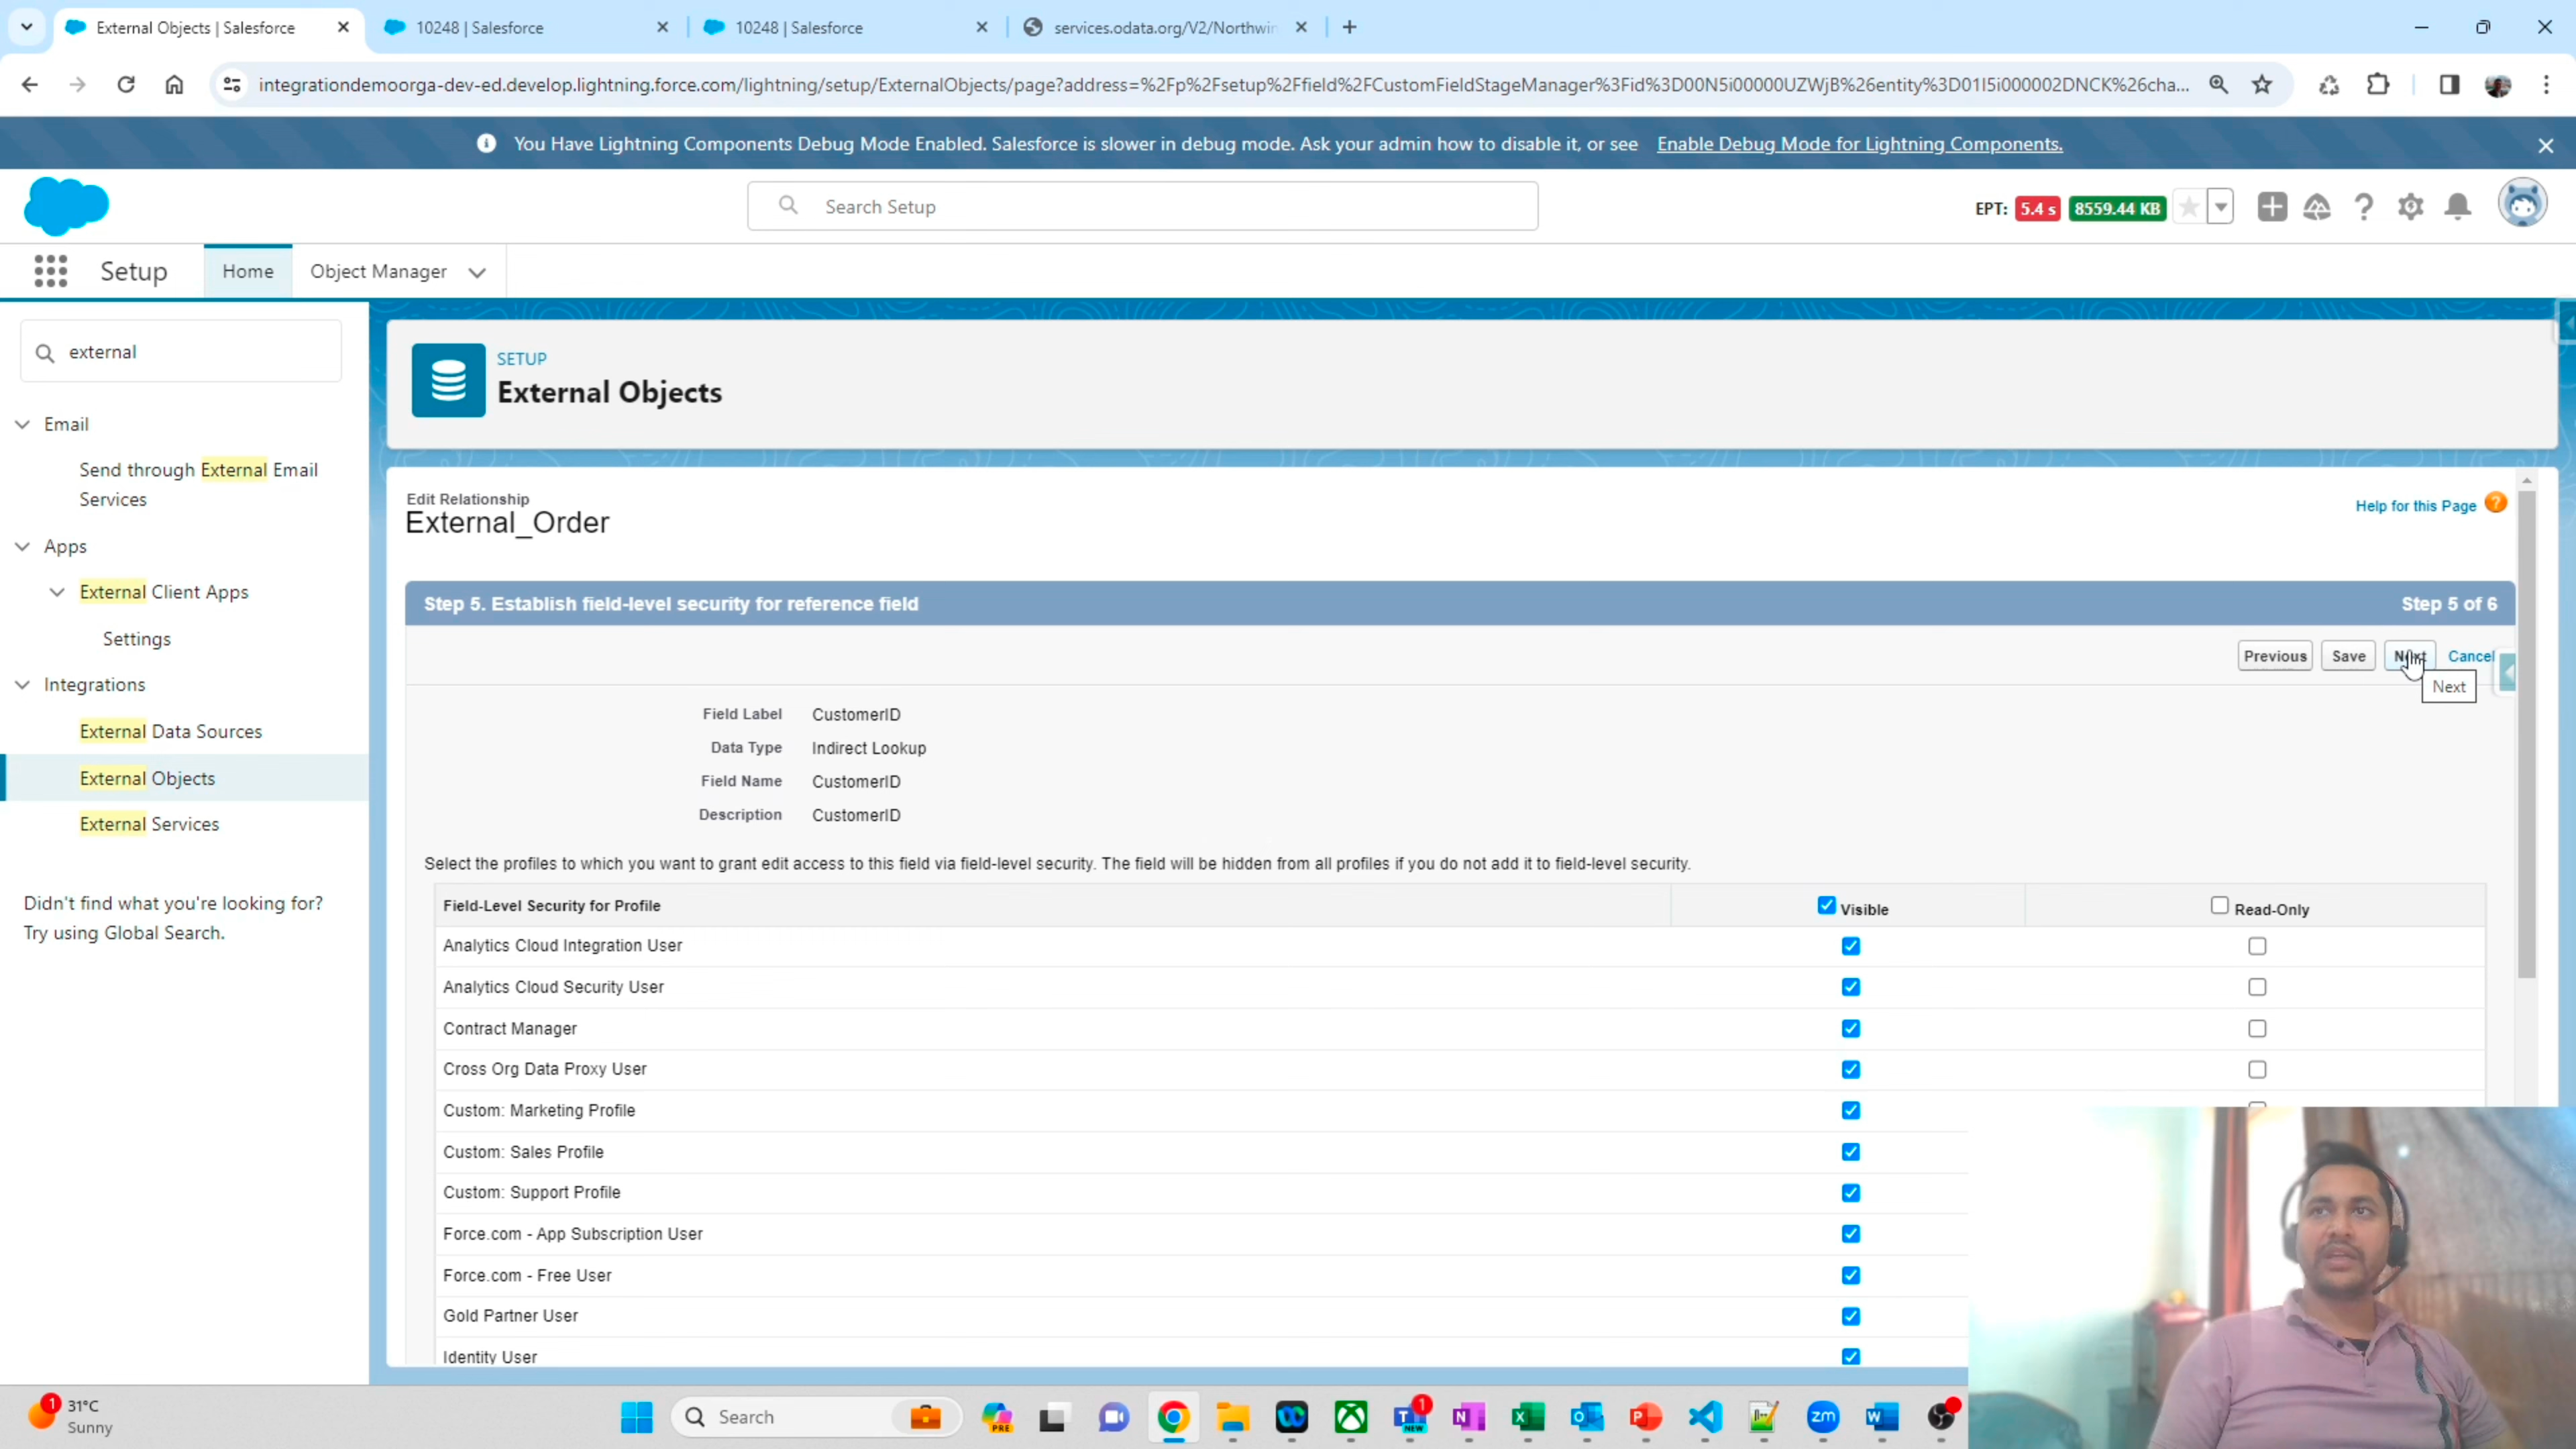 External Objects | Salesforce
10248 | Salesforce
10248 | Salesforce
services.odata.org/V2/Northwin
integrationdemoorga-dev-ed.develop.lightning.force.com/lightning/setup/ExternalObjects/page?address=%2Fp%2Fsetup%2Ffield%2FCustomFieldStageManager%3Fid%3D00N5i00000UZWjB%26entity%3D01I5i000002DNCK%26cha...
You Have Lightning Components Debug Mode Enabled. Salesforce is slower in debug mode. Ask your admin how to disable it, or see Enable Debug Mode for Lightning Components.
Search Setup
EPT: 5.4 s 8559.44 KB
Setup
Home
Object Manager
external
Email
Send through External Email
Services
Apps
External Client Apps
Settings
Integrations
External Data Sources
External Objects
External Services
Didn't find what you're looking for?
Try using Global Search.
SETUP
External Objects
Edit Relationship
External_Order
Help for this Page
Step 5. Establish field-level security for reference field
Step 5 of 6
Previous
Save
Next
Cancel
Next
Field Label CustomerID
Data Type Indirect Lookup
Field Name CustomerID
Description CustomerID
Select the profiles to which you want to grant edit access to this field via field-level security. The field will be hidden from all profiles if you do not add it to field-level security.
Field-Level Security for Profile
Visible
Read-Only
Analytics Cloud Integration User
Analytics Cloud Security User
Contract Manager
Cross Org Data Proxy User
Custom: Marketing Profile
Custom: Sales Profile
Custom: Support Profile
Force.com - App Subscription User
Force.com - Free User
Gold Partner User
Identity User
1
31°C
Sunny
Search
PRE
1
NEW
zm